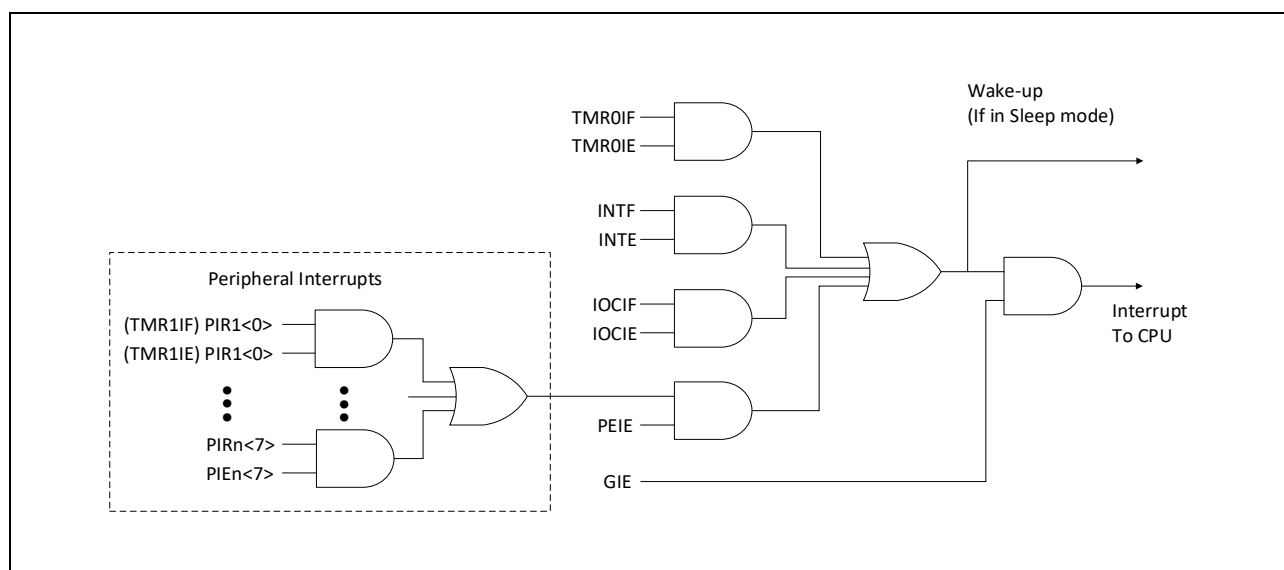 Wake-up
(If in Sleep mode)
TMR0IF
TMR0IE
INTF
INTE
Peripheral Interrupts
IOCIF
IOCIE
Interrupt
To CPU
(TMR1IF) PIR1<0>
(TMR1IE) PIR1<0>
PEIE
PIRn<7>
PIEn<7>
GIE